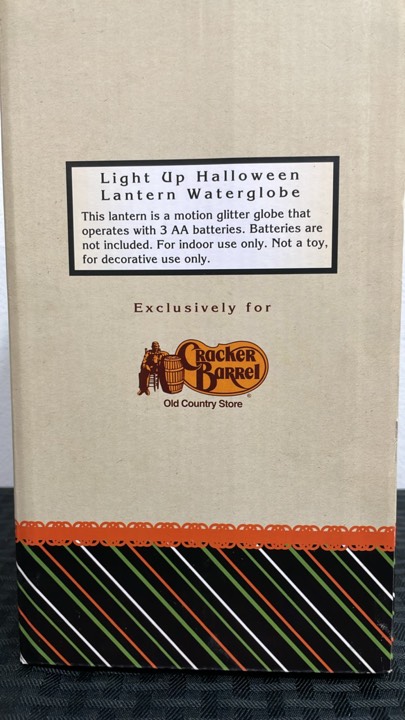 Light Up Halloween
Lantern Waterglobe
This lantern is a motion glitter globe that
operates with 3 AA batteries. Batteries are
not included. For indoor use only. Not a toy,
for decorative use only.
Exclusively for
Cracker
Barrel
®
Old Country Store